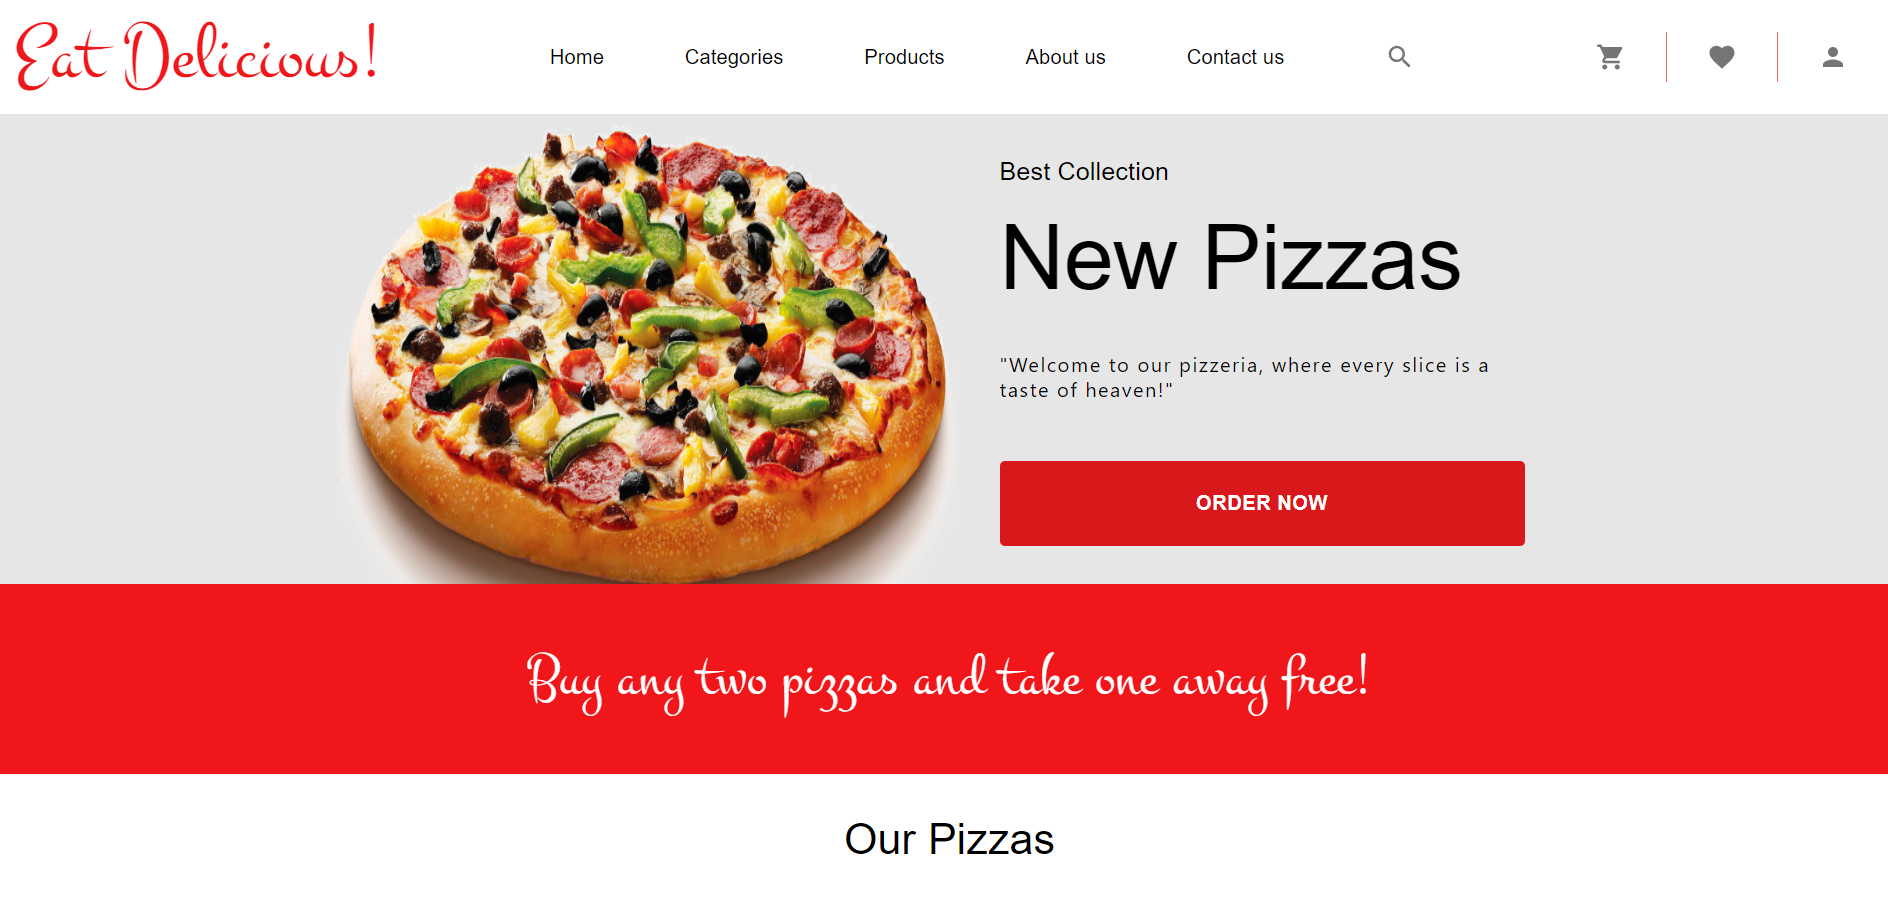 Eat Delicious!
Home
Categories
Products
About us
Contact us
Best Collection
New Pizzas
"Welcome to our pizzeria, where every slice is a
taste of heaven!"
ORDER NOW
Buy any two pizzas and take one away free!
Our Pizzas